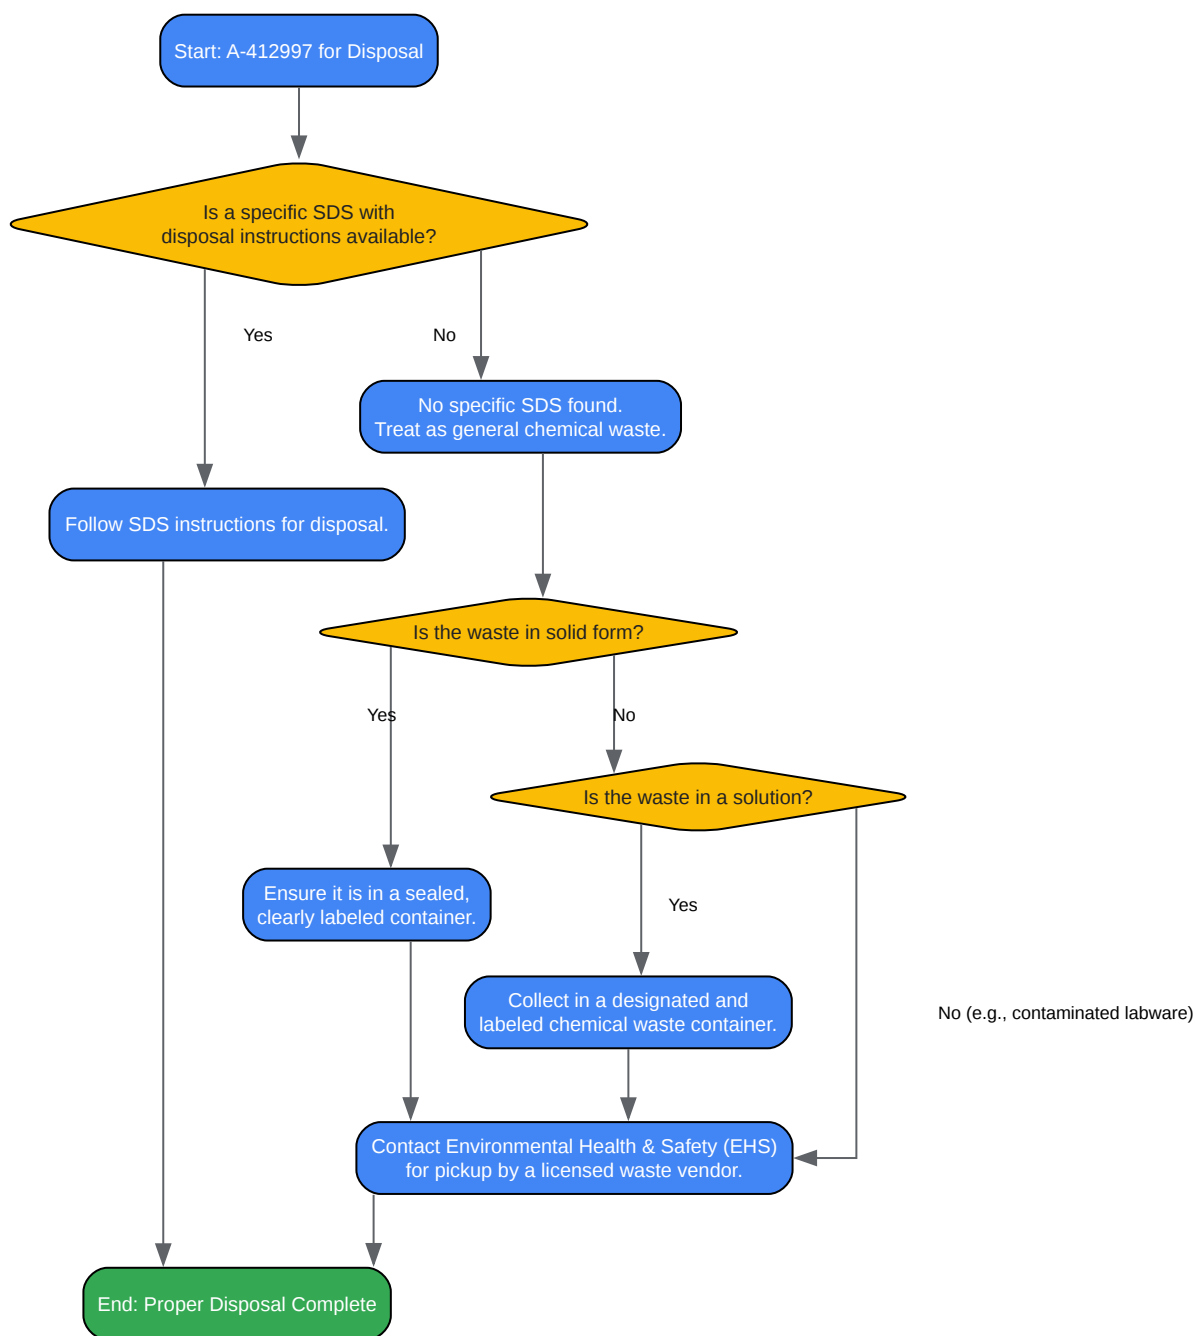 Start: A-412997 for Disposal
Is a specific SDS with
disposal instructions available?
Yes
No
No specific SDS found.
Treat as general chemical waste.
Follow SDS instructions for disposal.
Is the waste in solid form?
Yes
No
Is the waste in a solution?
Ensure it is in a sealed,
clearly labeled container.
Yes
Collect in a designated and
labeled chemical waste container.
No (e.g., contaminated labware)
Contact Environmental Health & Safety (EHS)
for pickup by a licensed waste vendor.
End: Proper Disposal Complete